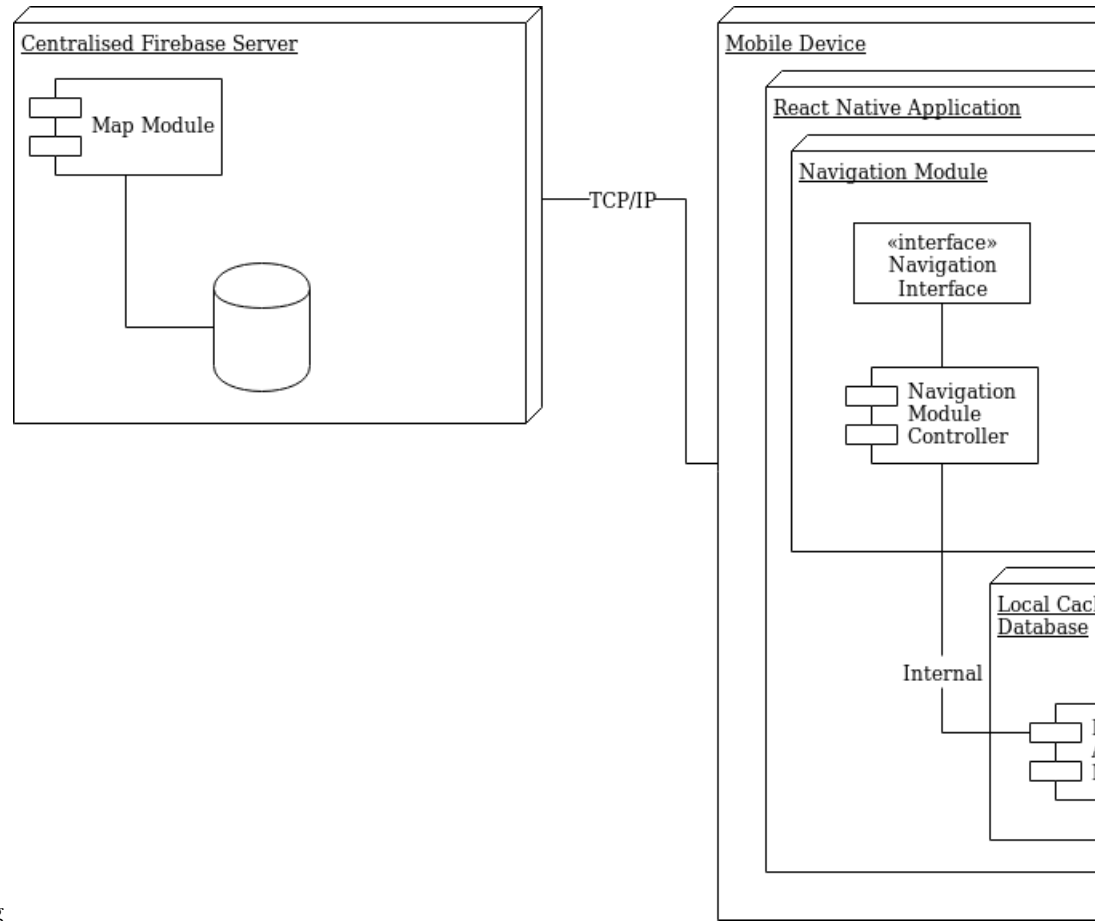 Centralised Firebase Server
Map Module
TCP/IP
Mobile Device
React Native Application
Navigation Module
«interface»
Navigation
Interface
Navigation
Module
Controller
Local
Database
Internal